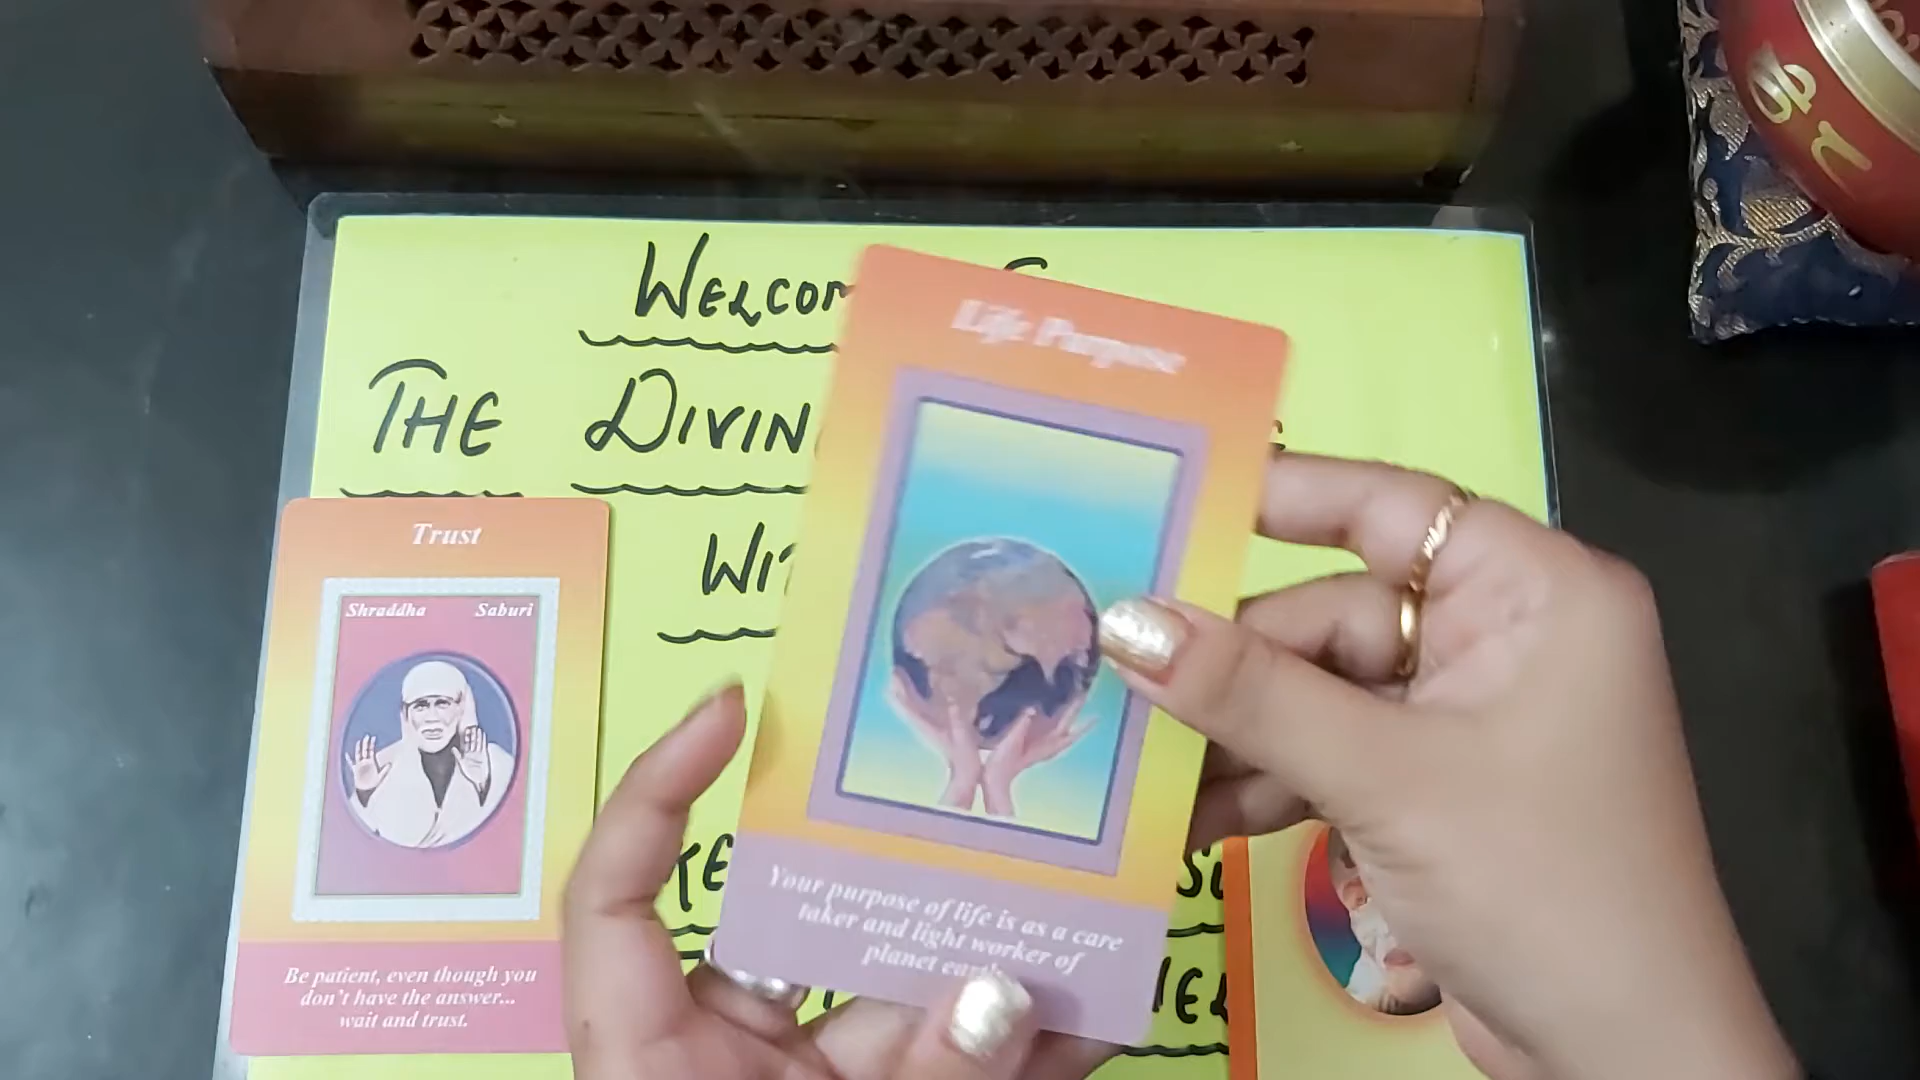 WELCOM
THE DIVIN
WIT
Life Purpose
Your purpose of life is as a care
taker and light worker of
planet earth
Trust
Shraddha Saburi
Be patient, even though you
don't have the answer...
wait and trust.
KE